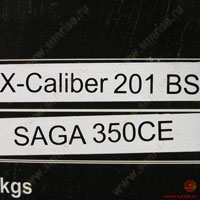 X-Caliber 201 BS
SAGA 350CE
kgs